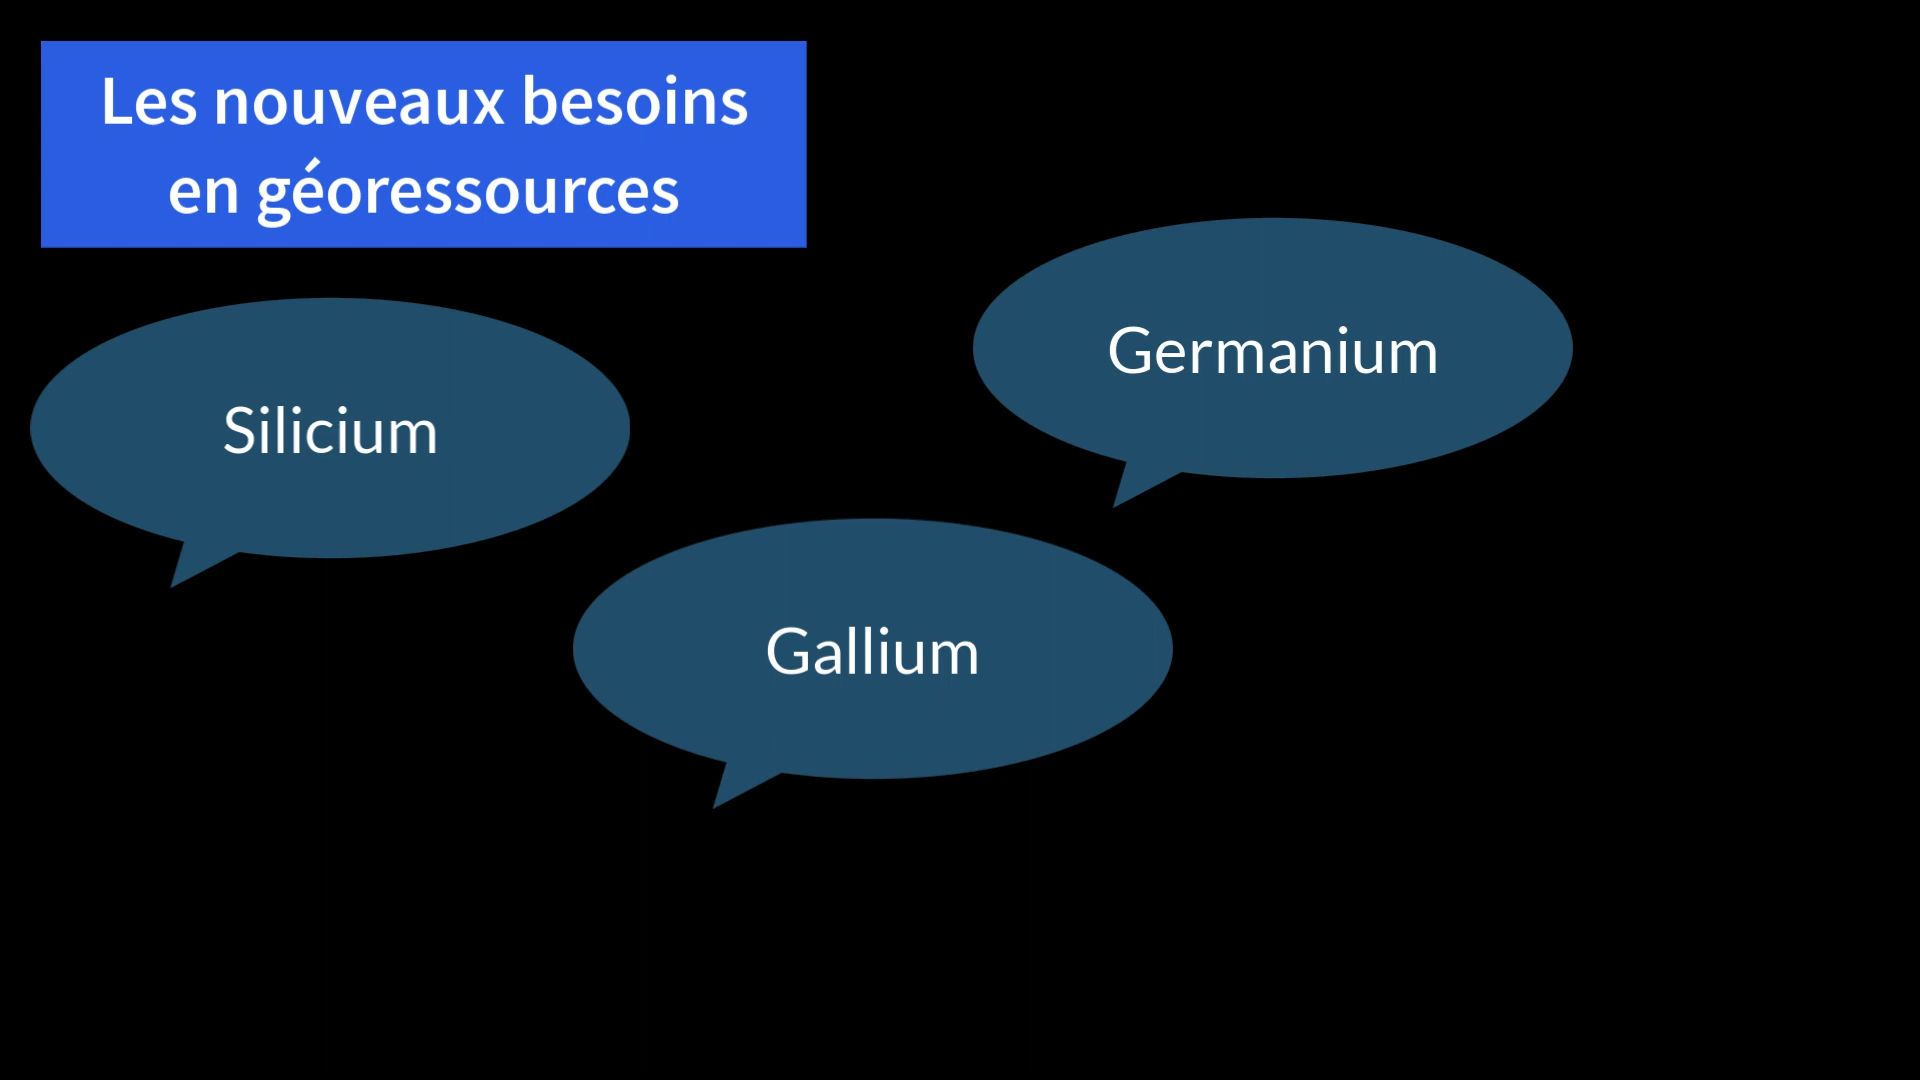 Les nouveaux besoins
en géoressources
Silicium
Germanium
Gallium